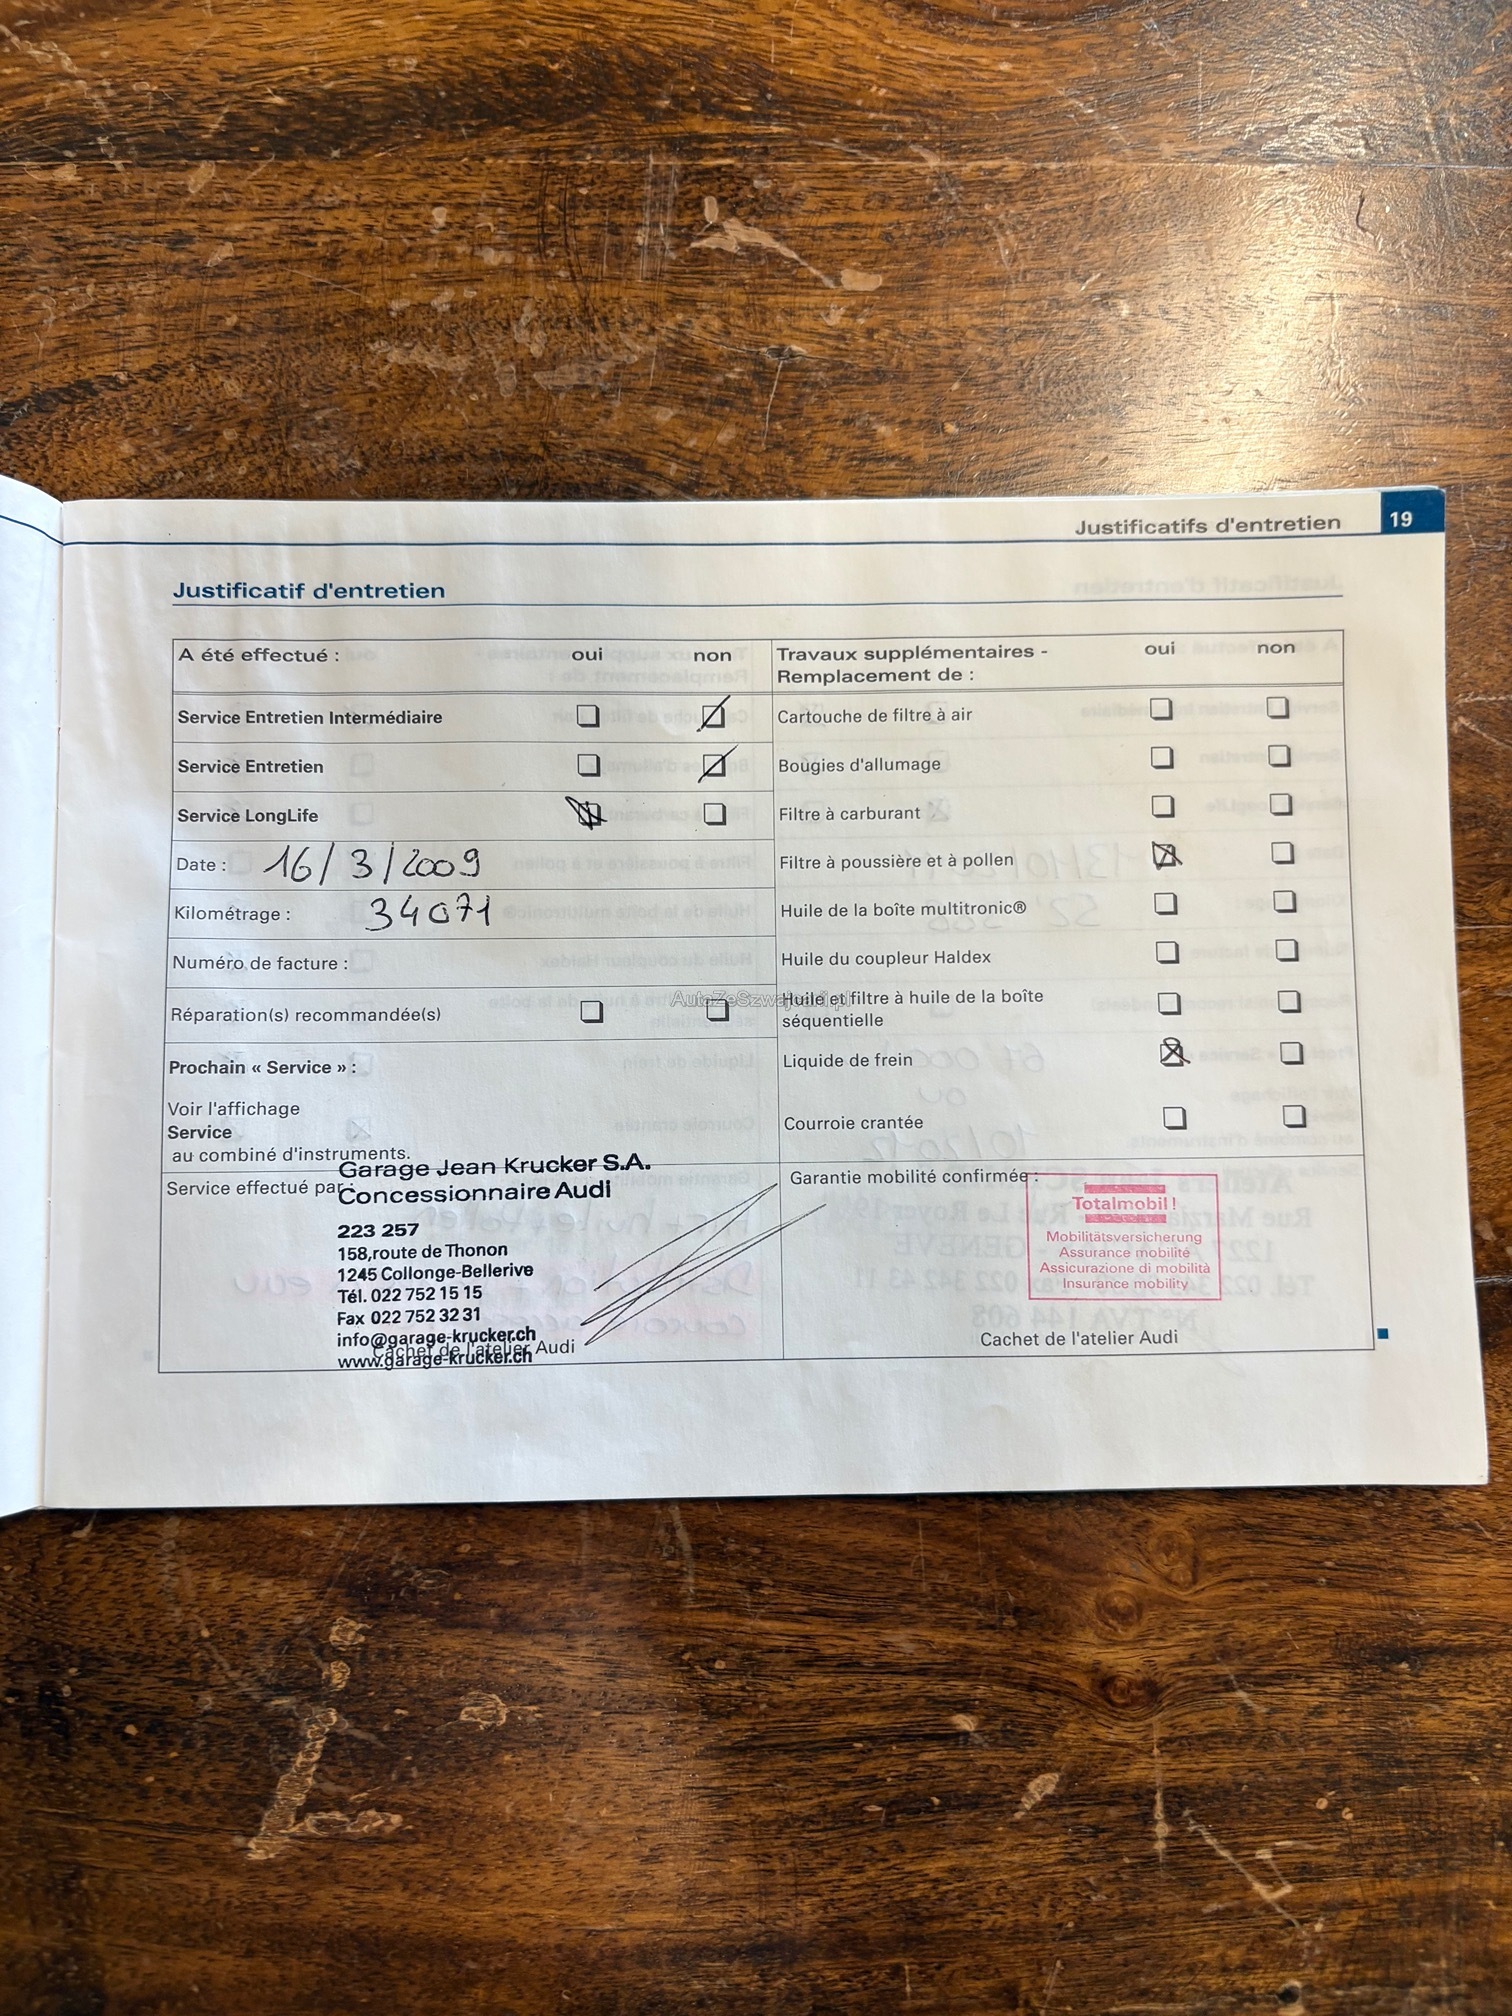 Justificatifs d'entretien 19
Justificatif d'entretien
A été effectué : oui non
Service Entretien Intermédiaire
Service Entretien
Service LongLife
Date : 16/3/2009
Kilométrage : 34071
Numéro de facture :
Réparation(s) recommandée(s)
Prochain « Service » :
Voir l'affichage
Service
au combiné d'instruments.
Service effectué par :
Garage Jean Krucker S.A.
Concessionnaire Audi
223 257
158,route de Thonon
1245 Collonge-Bellerive
Tél. 022 752 15 15
Fax 022 752 32 31
info@garage-krucker.ch
www.garage-krucker.ch
Cachet de l'atelier Audi
Travaux supplémentaires - oui non
Remplacement de :
Cartouche de filtre à air
Bougies d'allumage
Filtre à carburant
Filtre à poussière et à pollen
Huile de la boîte multitronic®
Huile du coupleur Haldex
Huile et filtre à huile de la boîte
séquentielle
Liquide de frein
Courroie crantée
Garantie mobilité confirmée :
Totalmobil !
Mobilitätsversicherung
Assurance mobilité
Assicurazione di mobilità
Insurance mobility
Cachet de l'atelier Audi
AutoZeSzwajcarii.pl